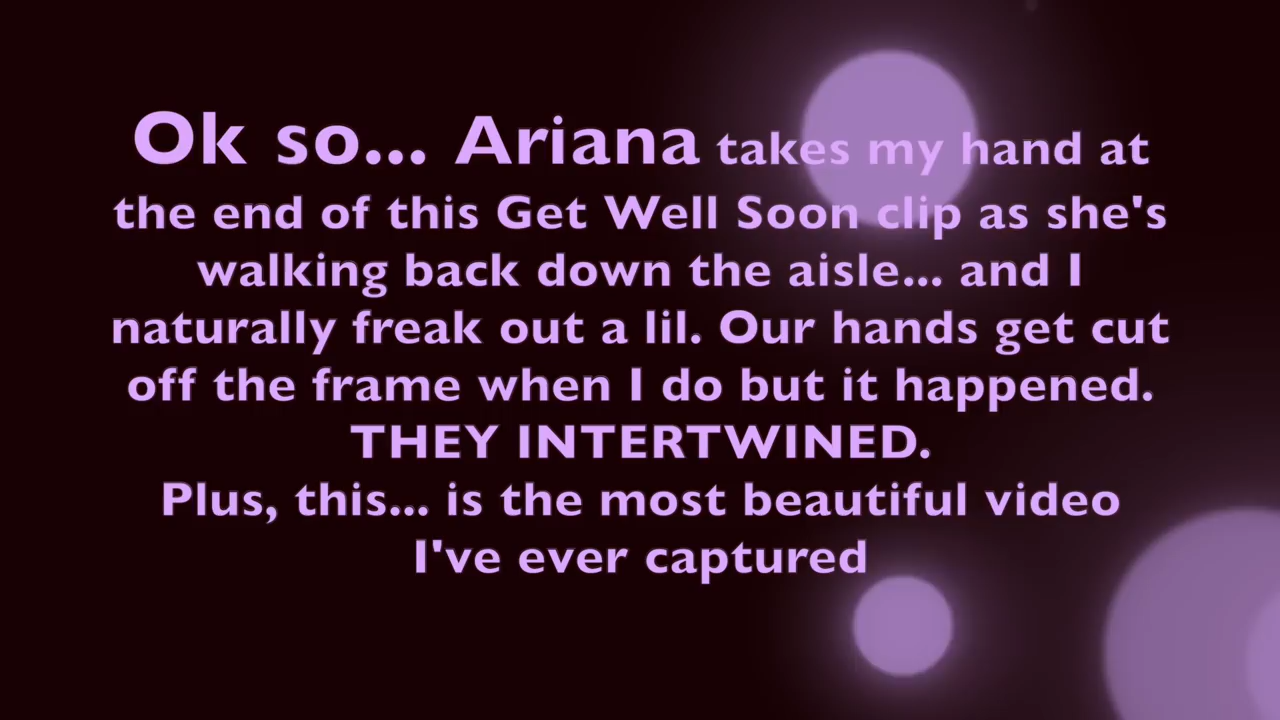 Ok so... Ariana takes my hand at
the end of this Get Well Soon clip as she's
walking back down the aisle... and I
naturally freak out a lil. Our hands get cut
off the frame when I do but it happened.
THEY INTERTWINED.
Plus, this... is the most beautiful video
I've ever captured